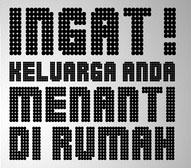 INGAT!
KELUARGA ANDA
MENANTI
DI RUMAH